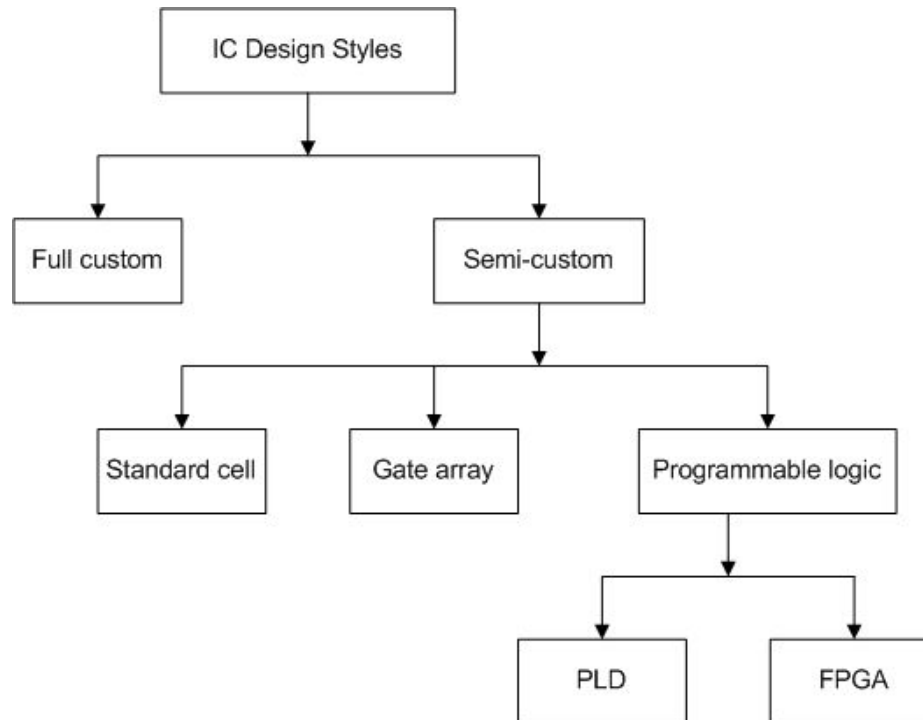 IC Design Styles
Full custom
Semi-custom
Standard cell
Gate array
Programmable logic
PLD
FPGA